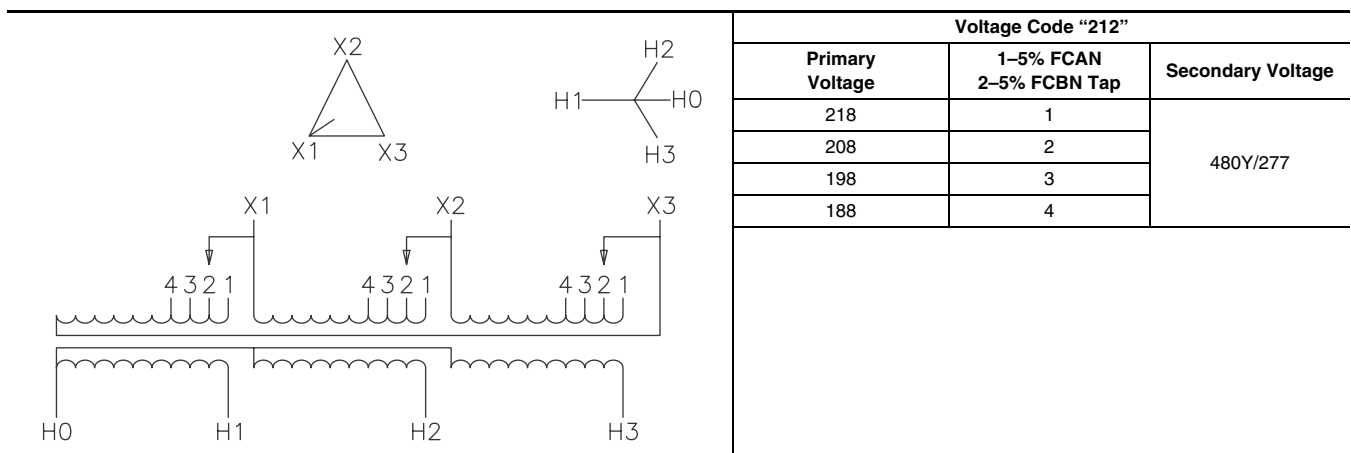 X2
X1
X3
H2
H1
H0
H3
X1 X2 X3
4 3 2 1 4 3 2 1 4 3 2 1
H0 H1 H2 H3
Voltage Code “212”
Primary Voltage
1–5% FCAN
2–5% FCBN Tap
Secondary Voltage
218 1
208 2
198 3
188 4
480Y/277